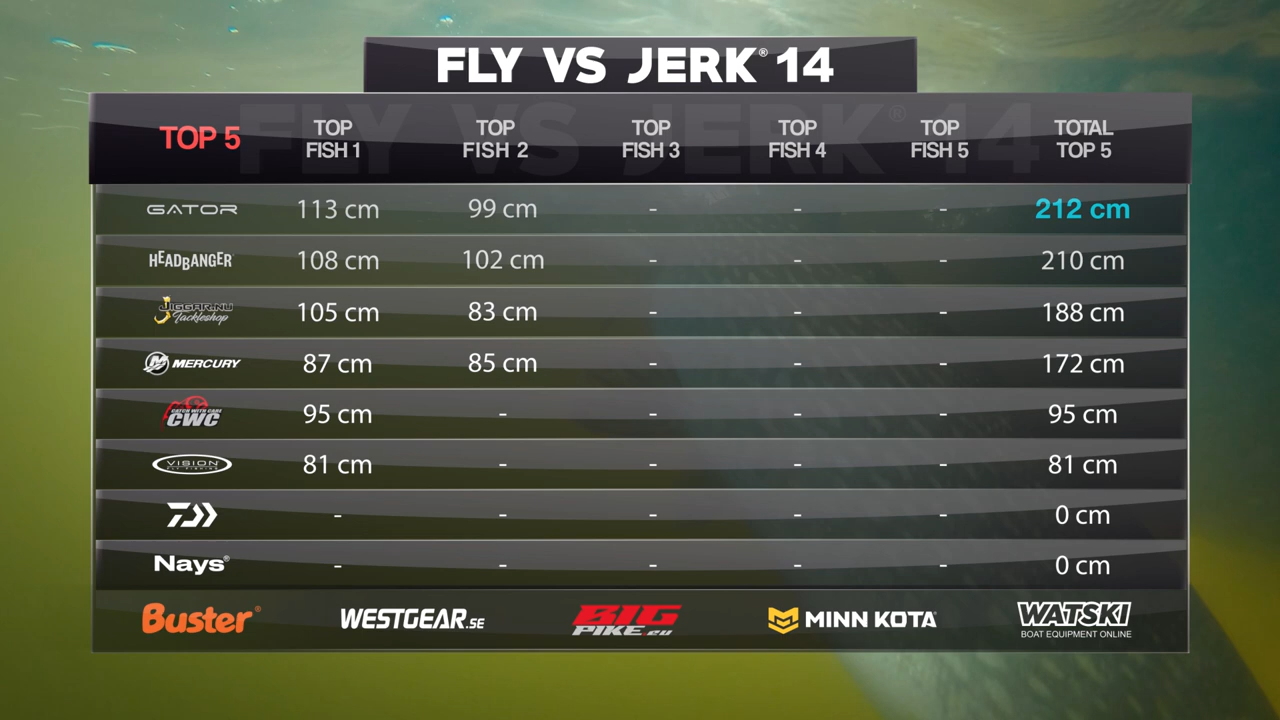 FLY VS JERK® 14
TOP 5 TOP FISH 1 TOP FISH 2 TOP FISH 3 TOP FISH 4 TOP FISH 5 TOTAL TOP 5
GATOR 113 cm 99 cm - - - 212 cm
HEADBANGER 108 cm 102 cm - - - 210 cm
JIGGAR.NU Tackleshop 105 cm 83 cm - - - 188 cm
MERCURY 87 cm 85 cm - - - 172 cm
CATCH WITH CARE CWC 95 cm - - - - 95 cm
VISION FLY FISHING 81 cm - - - - 81 cm
- - - - - 0 cm
Nays® - - - - - 0 cm
Buster® WESTGEAR.SE BIG PIKE.eu MINN KOTA WATSKI BOAT EQUIPMENT ONLINE